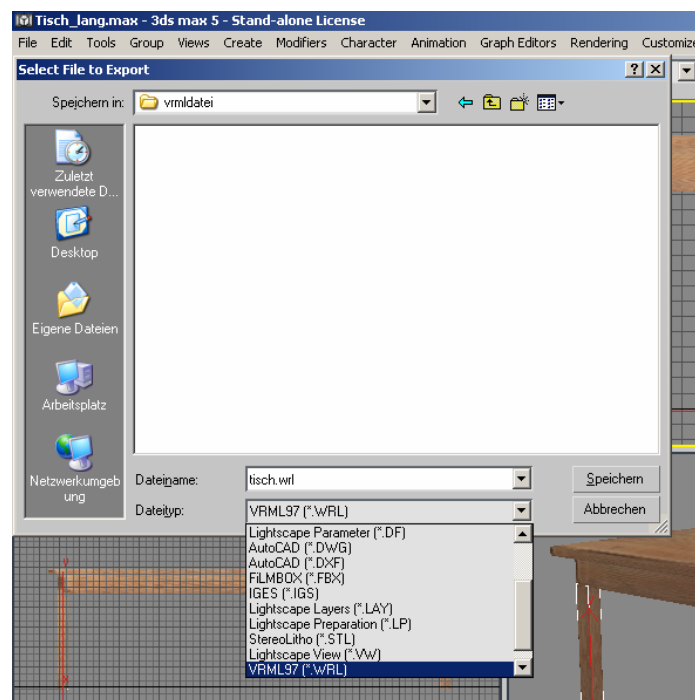 Tisch_lang.max - 3ds max 5 - Stand-alone License
File Edit Tools Group Views Create Modifiers Character Animation Graph Editors Rendering Customize
Select File to Export
Speichern in: vrmldatei
Zuletzt
verwendete D...
Desktop
Eigene Dateien
Arbeitsplatz
Netzwerkumgeb
ung
Dateiname: tisch.wrl Speichern
Dateityp: VRML97 (*.WRL) Abbrechen
Lightscape Parameter (*.DF)
AutoCAD (*.DWG)
AutoCAD (*.DXF)
FiLMBOX (*.FBX)
IGES (*.IGS)
Lightscape Layers (*.LAY)
Lightscape Preparation (*.LP)
StereoLitho (*.STL)
Lightscape View (*.VW)
VRML97 (*.WRL)